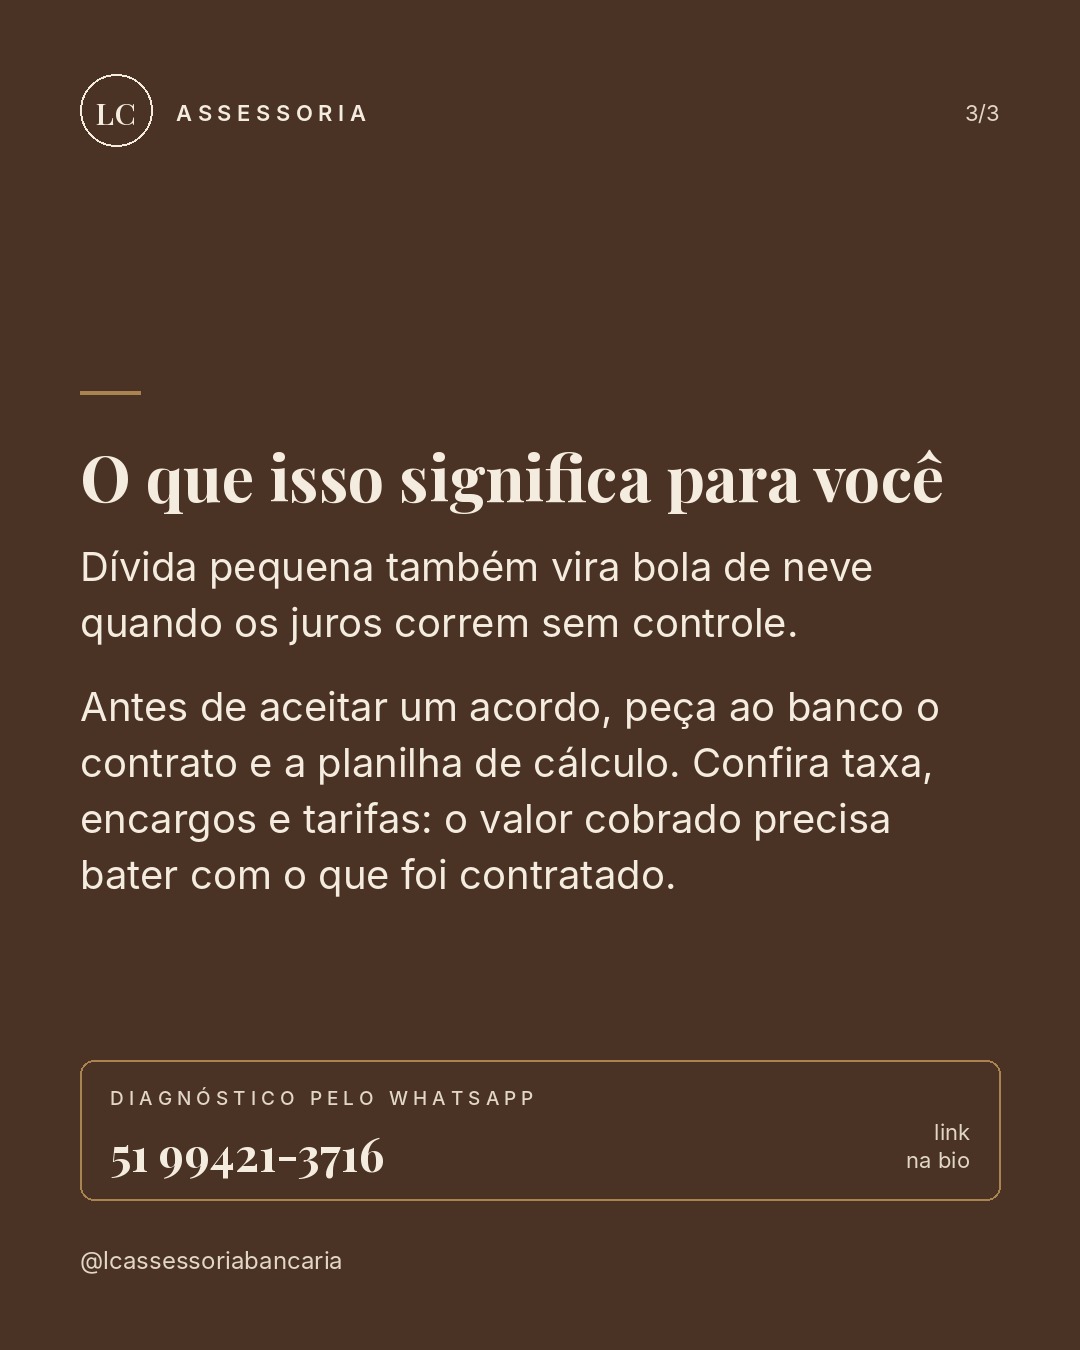 LC ASSESSORIA
3/3
O que isso significa para você
Dívida pequena também vira bola de neve
quando os juros correm sem controle.
Antes de aceitar um acordo, peça ao banco o
contrato e a planilha de cálculo. Confira taxa,
encargos e tarifas: o valor cobrado precisa
bater com o que foi contratado.
DIAGNÓSTICO PELO WHATSAPP
51 99421-3716
link
na bio
@lcassessoriabancaria